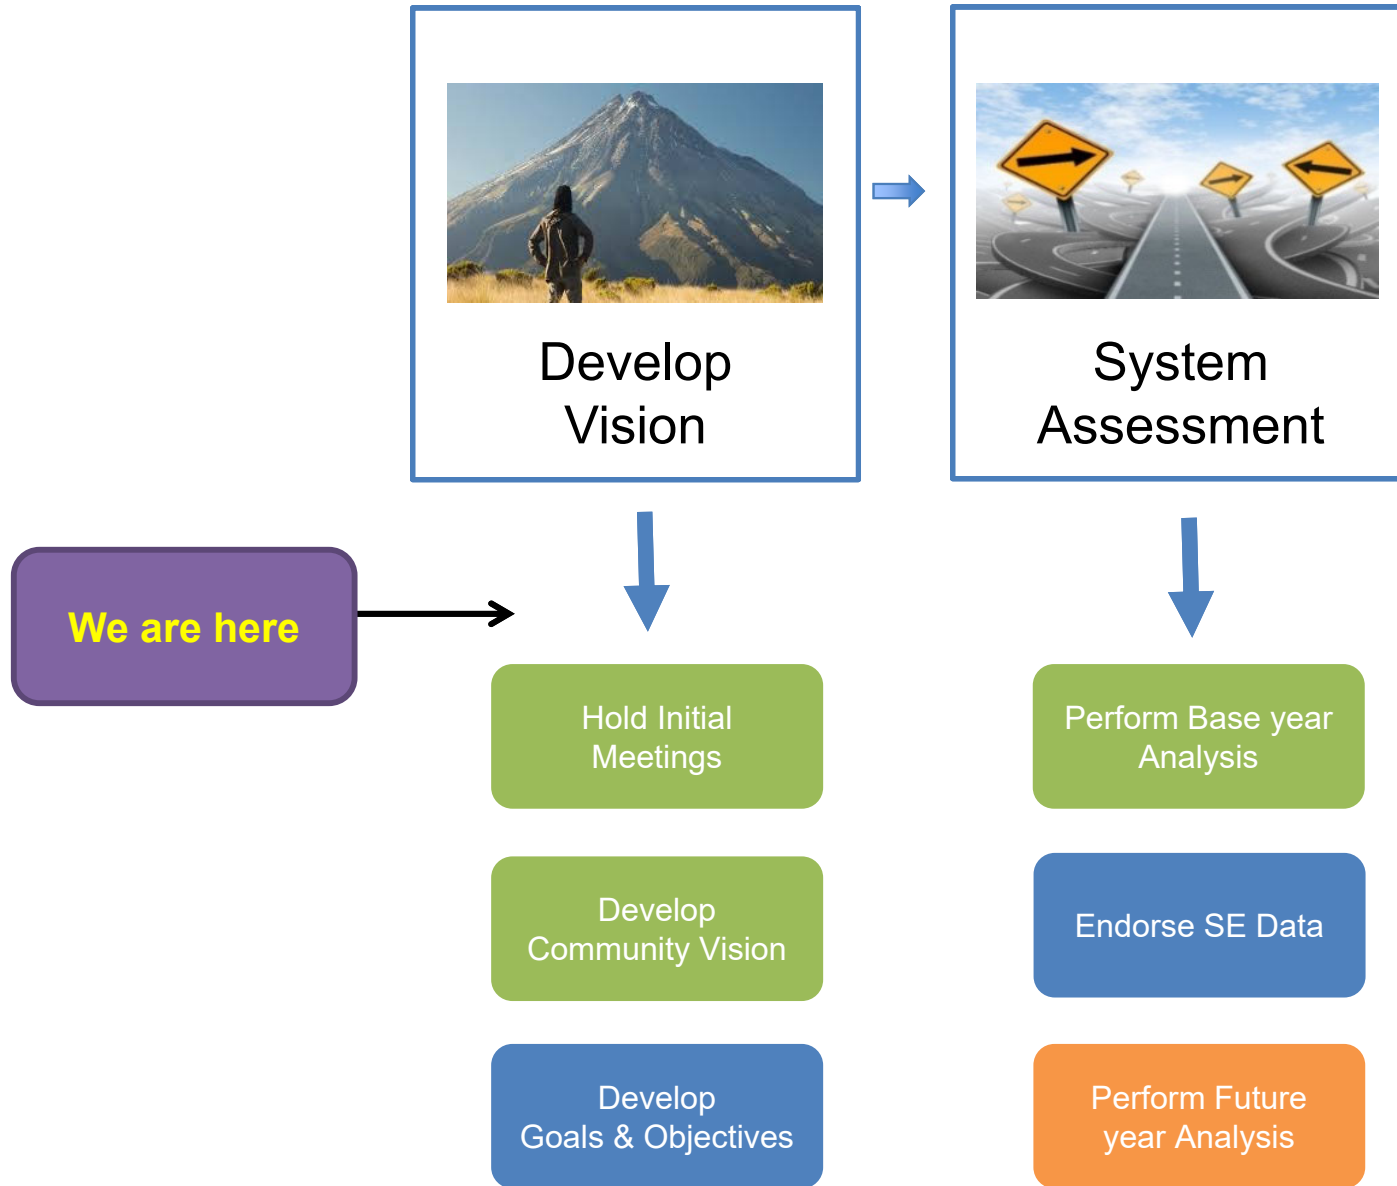 Develop
Vision
System
Assessment
We are here
Hold Initial
Meetings
Perform Base year
Analysis
Develop
Community Vision
Endorse SE Data
Develop
Goals & Objectives
Perform Future
year Analysis